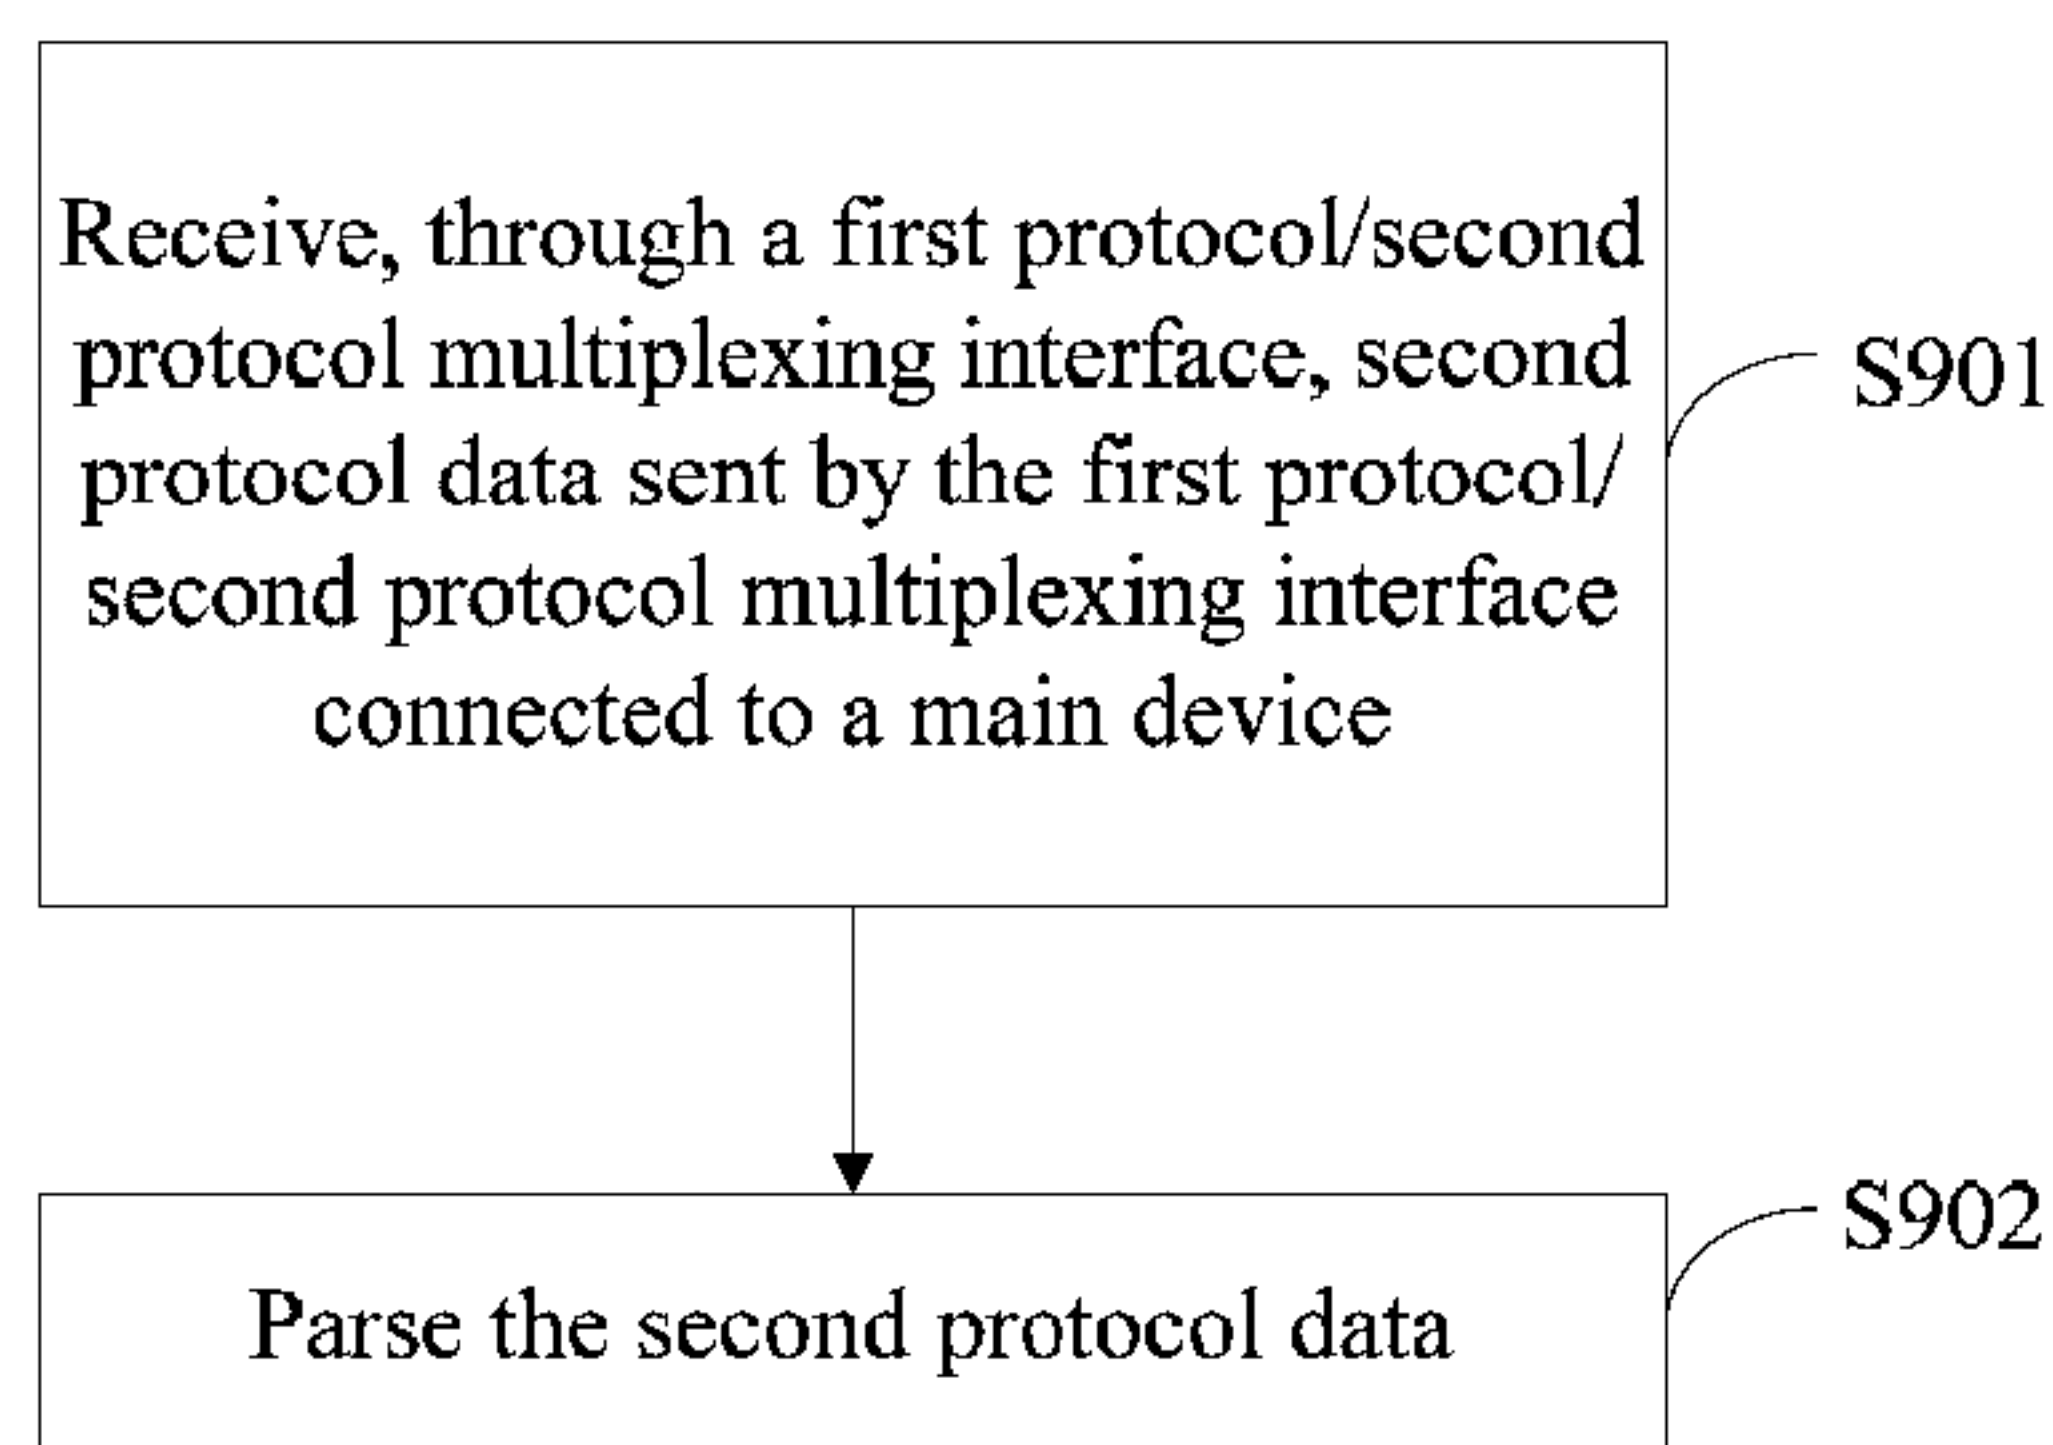 Receive, through a first protocol/second
protocol multiplexing interface, second
protocol data sent by the first protocol/
second protocol multiplexing interface
connected to a main device
S901
S902
Parse the second protocol data